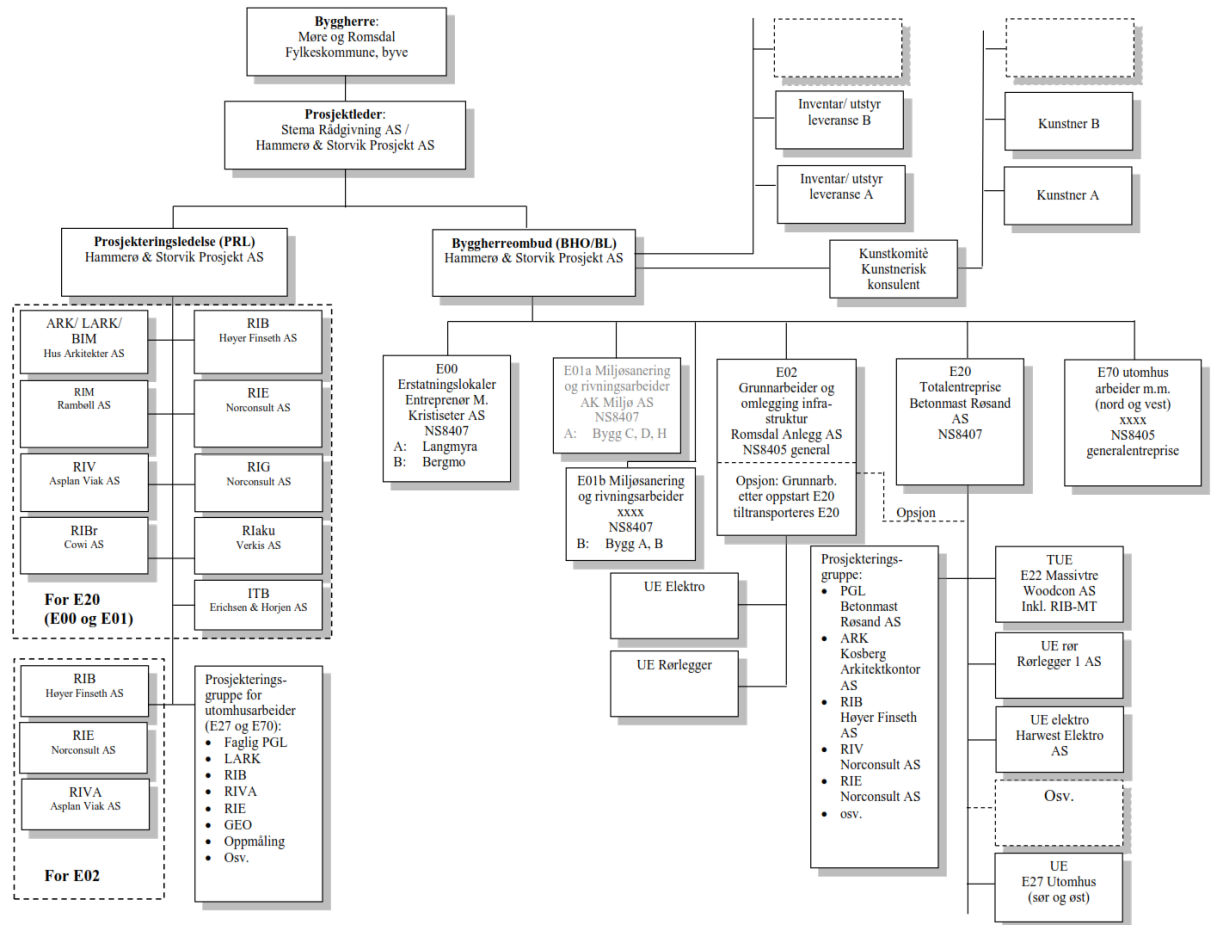 Byggherre:
Møre og Romsdal
Fylkeskommune, byve
Prosjektleder:
Stema Rådgivning AS /
Hammerø & Storvik Prosjekt AS
Inventar/ utstyr
leveranse B
Inventar/ utstyr
leveranse A
Kunstner B
Kunstner A
Prosjekteringsledelse (PRL)
Hammerø & Storvik Prosjekt AS
Byggherreombud (BHO/BL)
Hammerø & Storvik Prosjekt AS
Kunstkomitè
Kunstnerisk
konsulent
ARK/ LARK/
BIM
Hus Arkitekter AS
RIB
Høyer Finseth AS
RIM
Rambøll AS
RIE
Norconsult AS
RIV
Asplan Viak AS
RIG
Norconsult AS
RIBr
Cowi AS
RIaku
Verkis AS
ITB
Erichsen & Horjen AS
For E20
(E00 og E01)
RIB
Høyer Finseth AS
RIE
Norconsult AS
RIVA
Asplan Viak AS
For E02
Prosjekterings-
gruppe for
utomhusarbeider
(E27 og E70):
• Faglig PGL
• LARK
• RIB
• RIVA
• RIE
• GEO
• Oppmåling
• Osv.
E00
Erstatningslokaler
Entreprenør M.
Kristiseter AS
NS8407
A: Langmyra
B: Bergmo
E01a Miljøsanering
og rivningsarbeider
AK Miljø AS
NS8407
A: Bygg C, D, H
E01b Miljøsanering
og rivningsarbeider
xxxx
NS8407
B: Bygg A, B
E02
Grunnarbeider og
omlegging infra-
struktur
Romsdal Anlegg AS
NS8405 general
Opsjon: Grunnarb.
etter oppstart E20
tiltransporteres E20
E20
Totalentreprise
Betonmast Røsand
AS
NS8407
E70 utomhus
arbeider m.m.
(nord og vest)
xxxx
NS8405
generalentreprise
Opsjon
UE Elektro
UE Rørlegger
Prosjekterings-
gruppe:
• PGL
Betonmast
Røsand AS
• ARK
Kosberg
Arkitektkontor
AS
• RIB
Høyer Finseth
AS
• RIV
Norconsult AS
• RIE
Norconsult AS
• osv.
TUE
E22 Massivtre
Woodcon AS
Inkl. RIB-MT
UE rør
Rørlegger 1 AS
UE elektro
Harwest Elektro
AS
Osv.
UE
E27 Utomhus
(sør og øst)